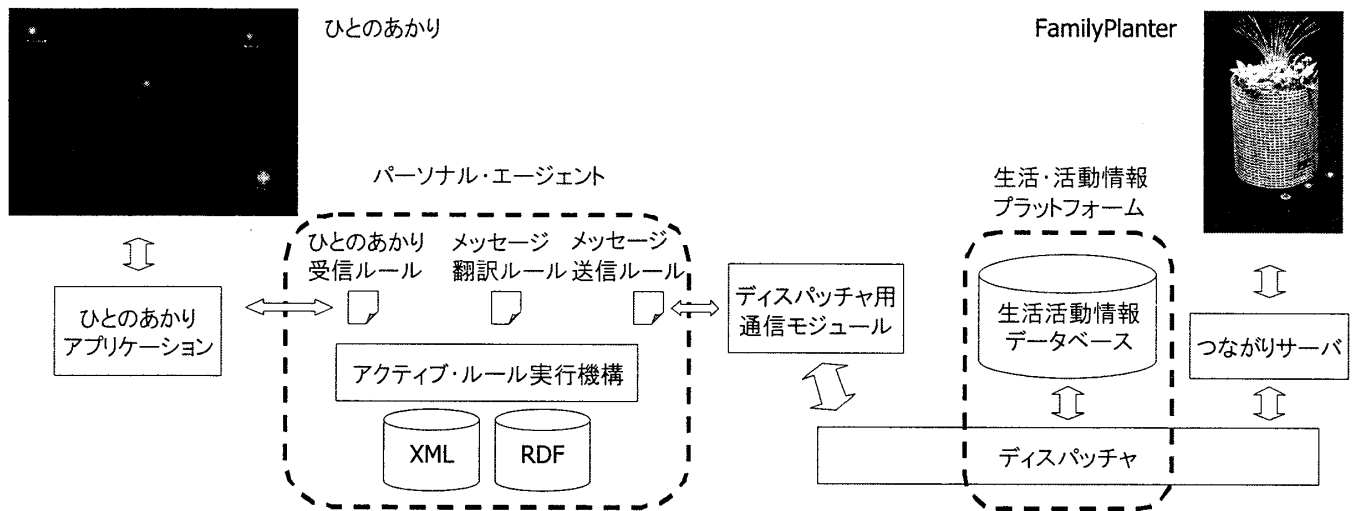 ひとのあかり
FamilyPlanter
パーソナル・エージェント
生活・活動情報
プラットフォーム
ひとのあかり
受信ルール
メッセージ
翻訳ルール
メッセージ
送信ルール
ひとのあかり
アプリケーション
ディスパッチャ用
通信モジュール
生活活動情報
データベース
つながりサーバ
アクティブ・ルール実行機構
XML
RDF
ディスパッチャ